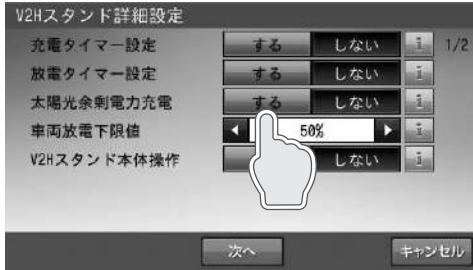 V2Hスタンド詳細設定
充電タイマー設定 する しない i 1/2
放電タイマー設定 する しない i
太陽光余剰電力充電 する しない i
車両放電下限値 50% i
V2Hスタンド本体操作 しない i
次へ キャンセル